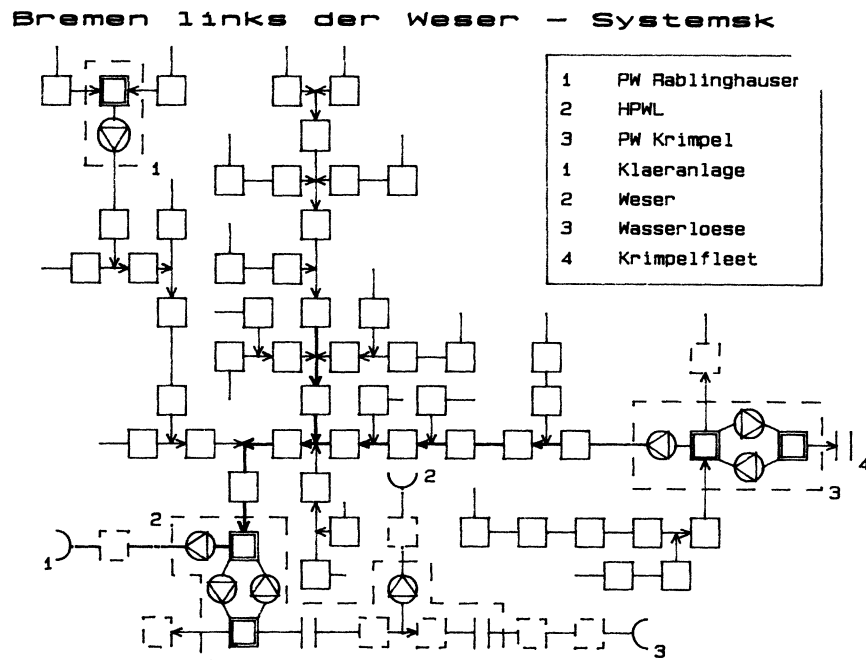 Bremen links der Weser - Systemsk
1 PW Rablinghauser
2 HPWL
3 PW Krimpel
1 Klaeranlage
2 Weser
3 Wasserloese
4 Krimpelfleet
1
2
4
3
2
1
3